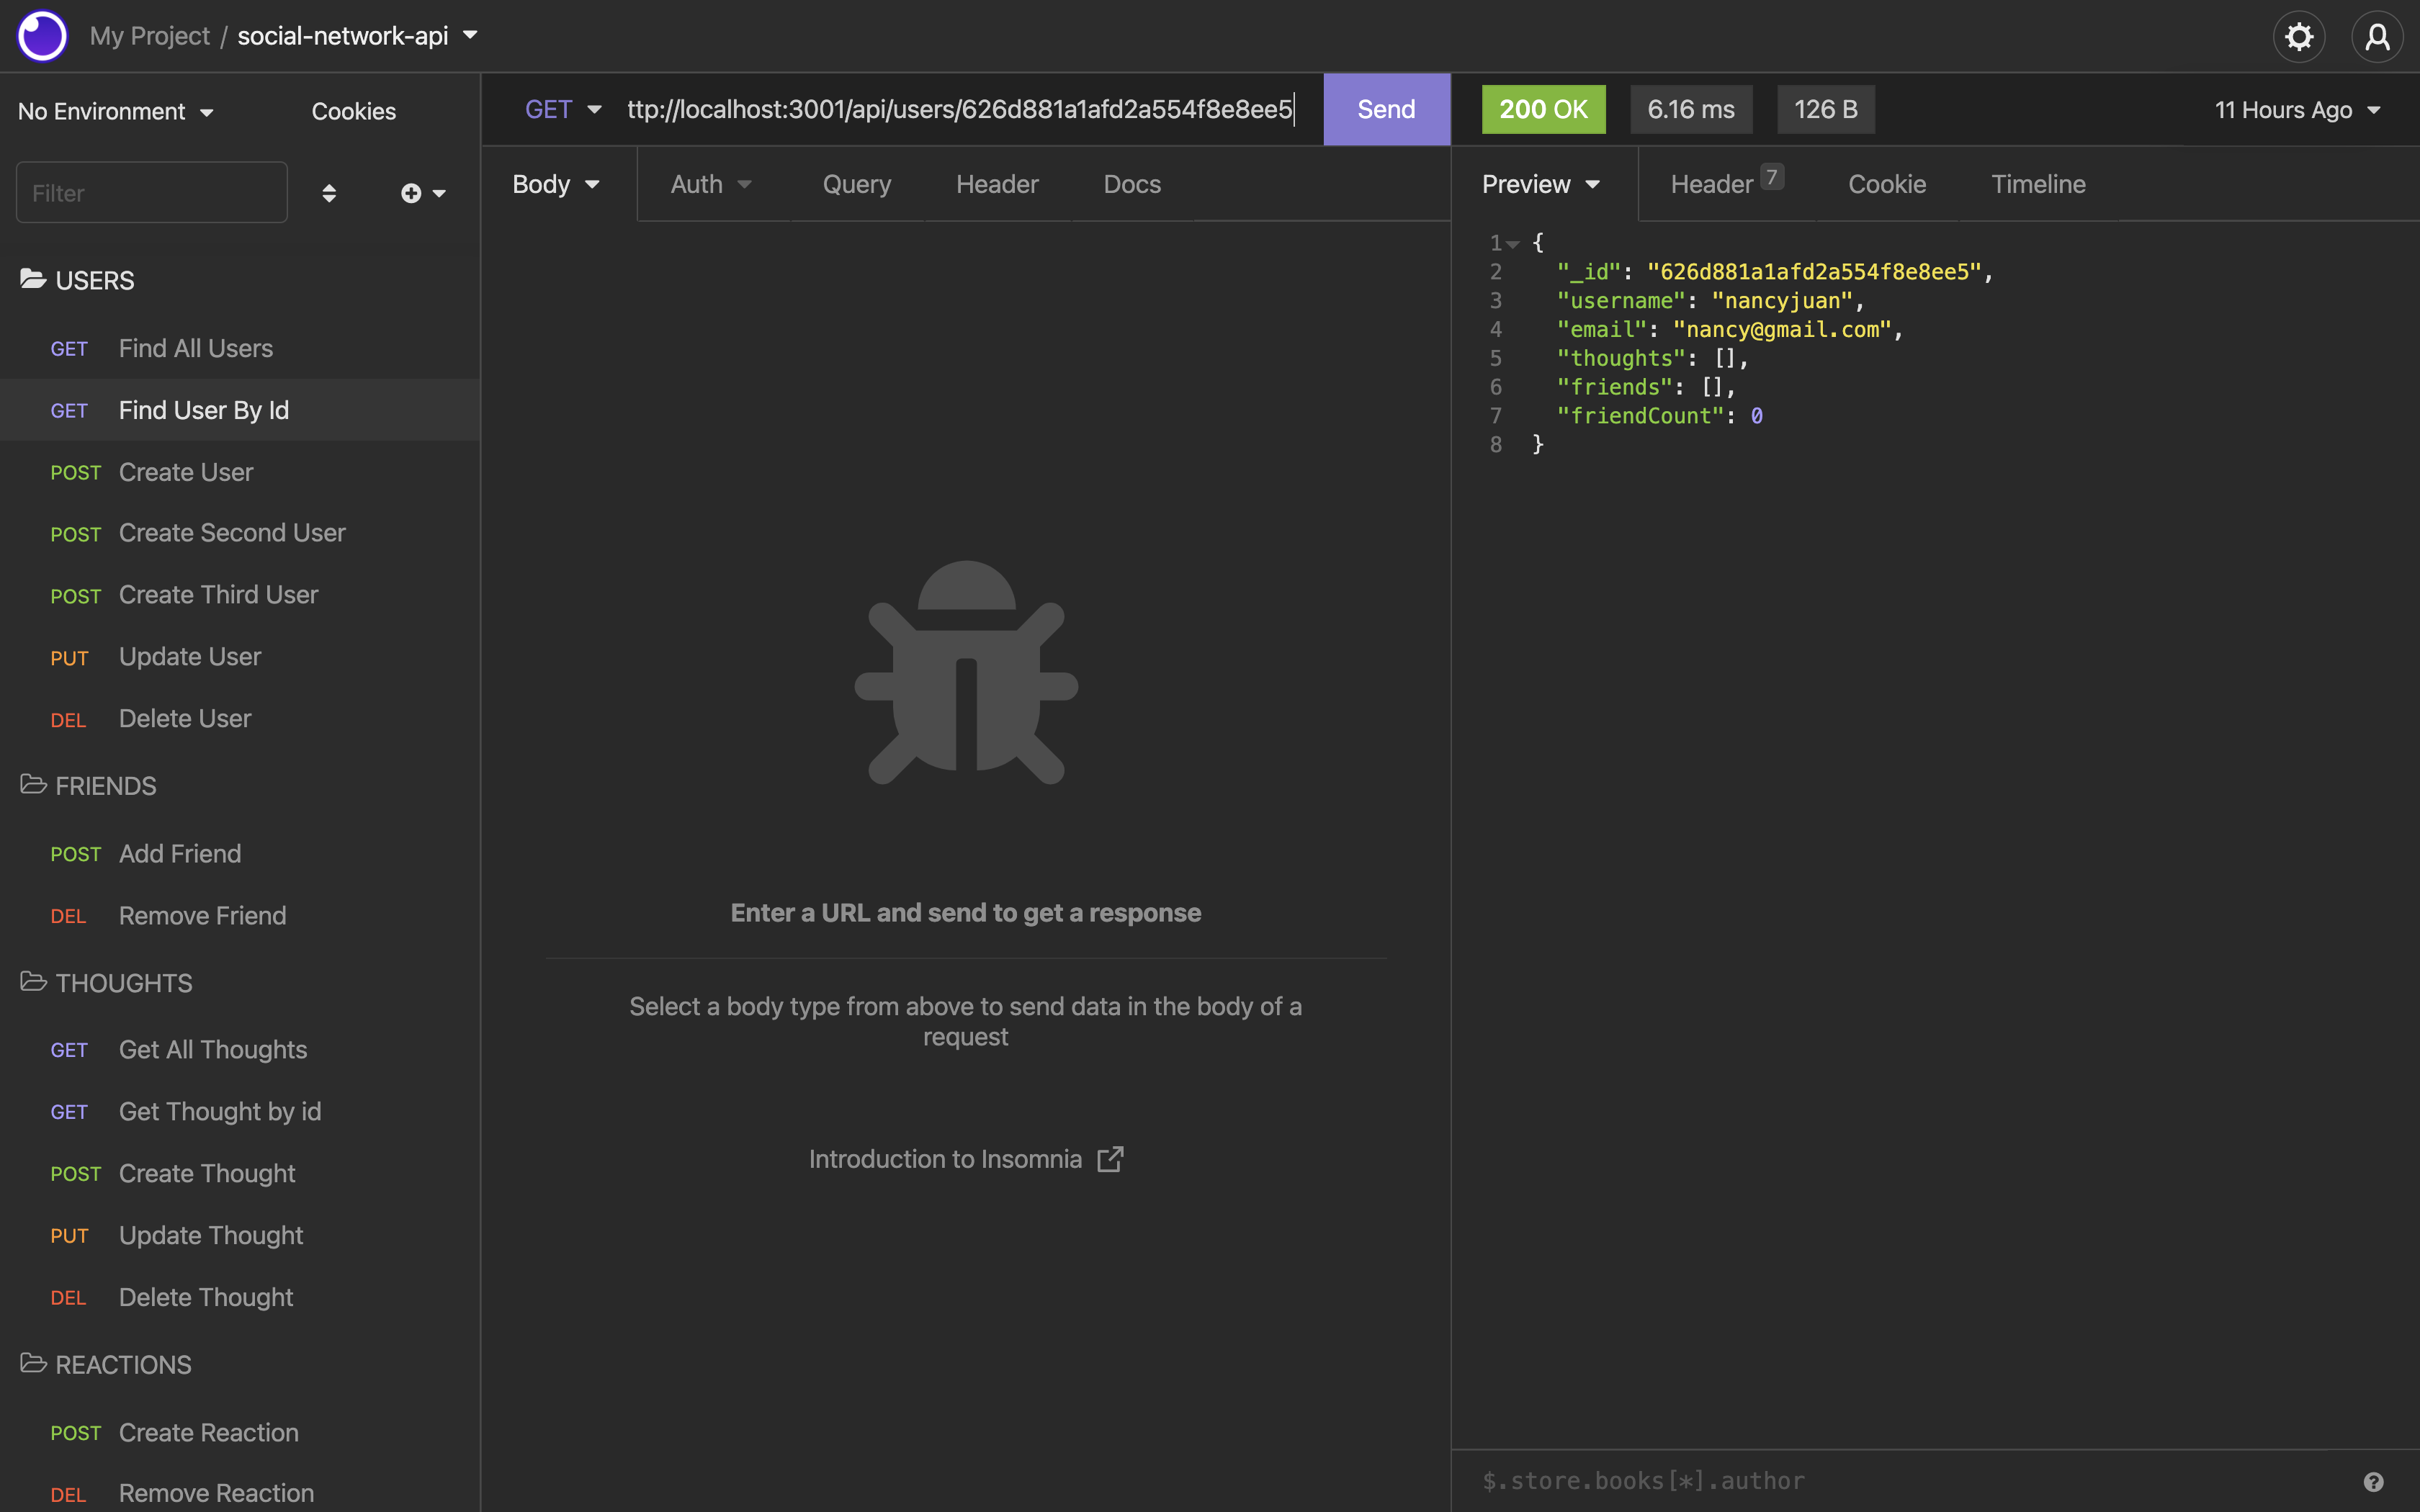 My Project / social-network-api
No Environment
Cookies
Filter
USERS
GET Find All Users
GET Find User By Id
POST Create User
POST Create Second User
POST Create Third User
PUT Update User
DEL Delete User
FRIENDS
POST Add Friend
DEL Remove Friend
THOUGHTS
GET Get All Thoughts
GET Get Thought by id
POST Create Thought
PUT Update Thought
DEL Delete Thought
REACTIONS
POST Create Reaction
DEL Remove Reaction
GET ttp://localhost:3001/api/users/626d881a1afd2a554f8e8ee5 Send
Body Auth Query Header Docs
Enter a URL and send to get a response
Select a body type from above to send data in the body of a
request
Introduction to Insomnia
200 OK 6.16 ms 126 B 11 Hours Ago
Preview Header 7 Cookie Timeline
1 {
2 "_id": "626d881a1afd2a554f8e8ee5",
3 "username": "nancyjuan",
4 "email": "nancy@gmail.com",
5 "thoughts": [],
6 "friends": [],
7 "friendCount": 0
8 }
$.store.books[*].author